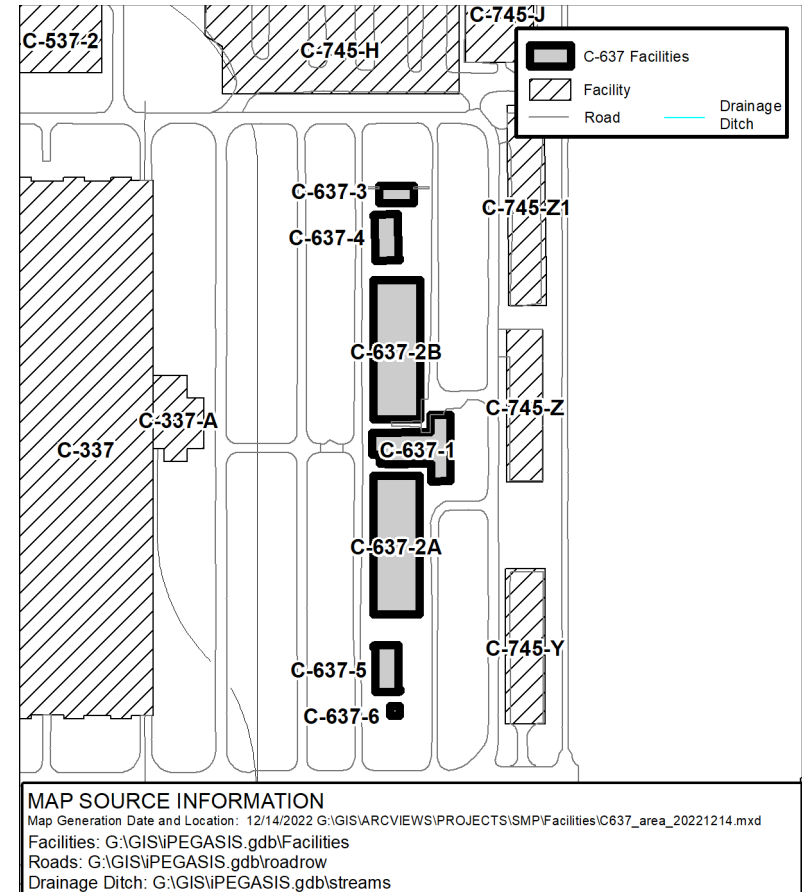 C-745-J
C-537-2
C-745-H
C-637 Facilities
Facility
Road
Drainage
Ditch
C-637-3
C-745-Z1
C-637-4
C-637-2B
C-745-Z
C-337-A
C-337
C-637-1
C-637-2A
C-745-Y
C-637-5
C-637-6
MAP SOURCE INFORMATION
Map Generation Date and Location: 12/14/2022 G:\GIS\ARCVIEWS\PROJECTS\SMP\Facilities\C637_area_20221214.mxd
Facilities: G:\GIS\iPEGASIS.gdb\Facilities
Roads: G:\GIS\iPEGASIS.gdb\roadrow
Drainage Ditch: G:\GIS\iPEGASIS.gdb\streams